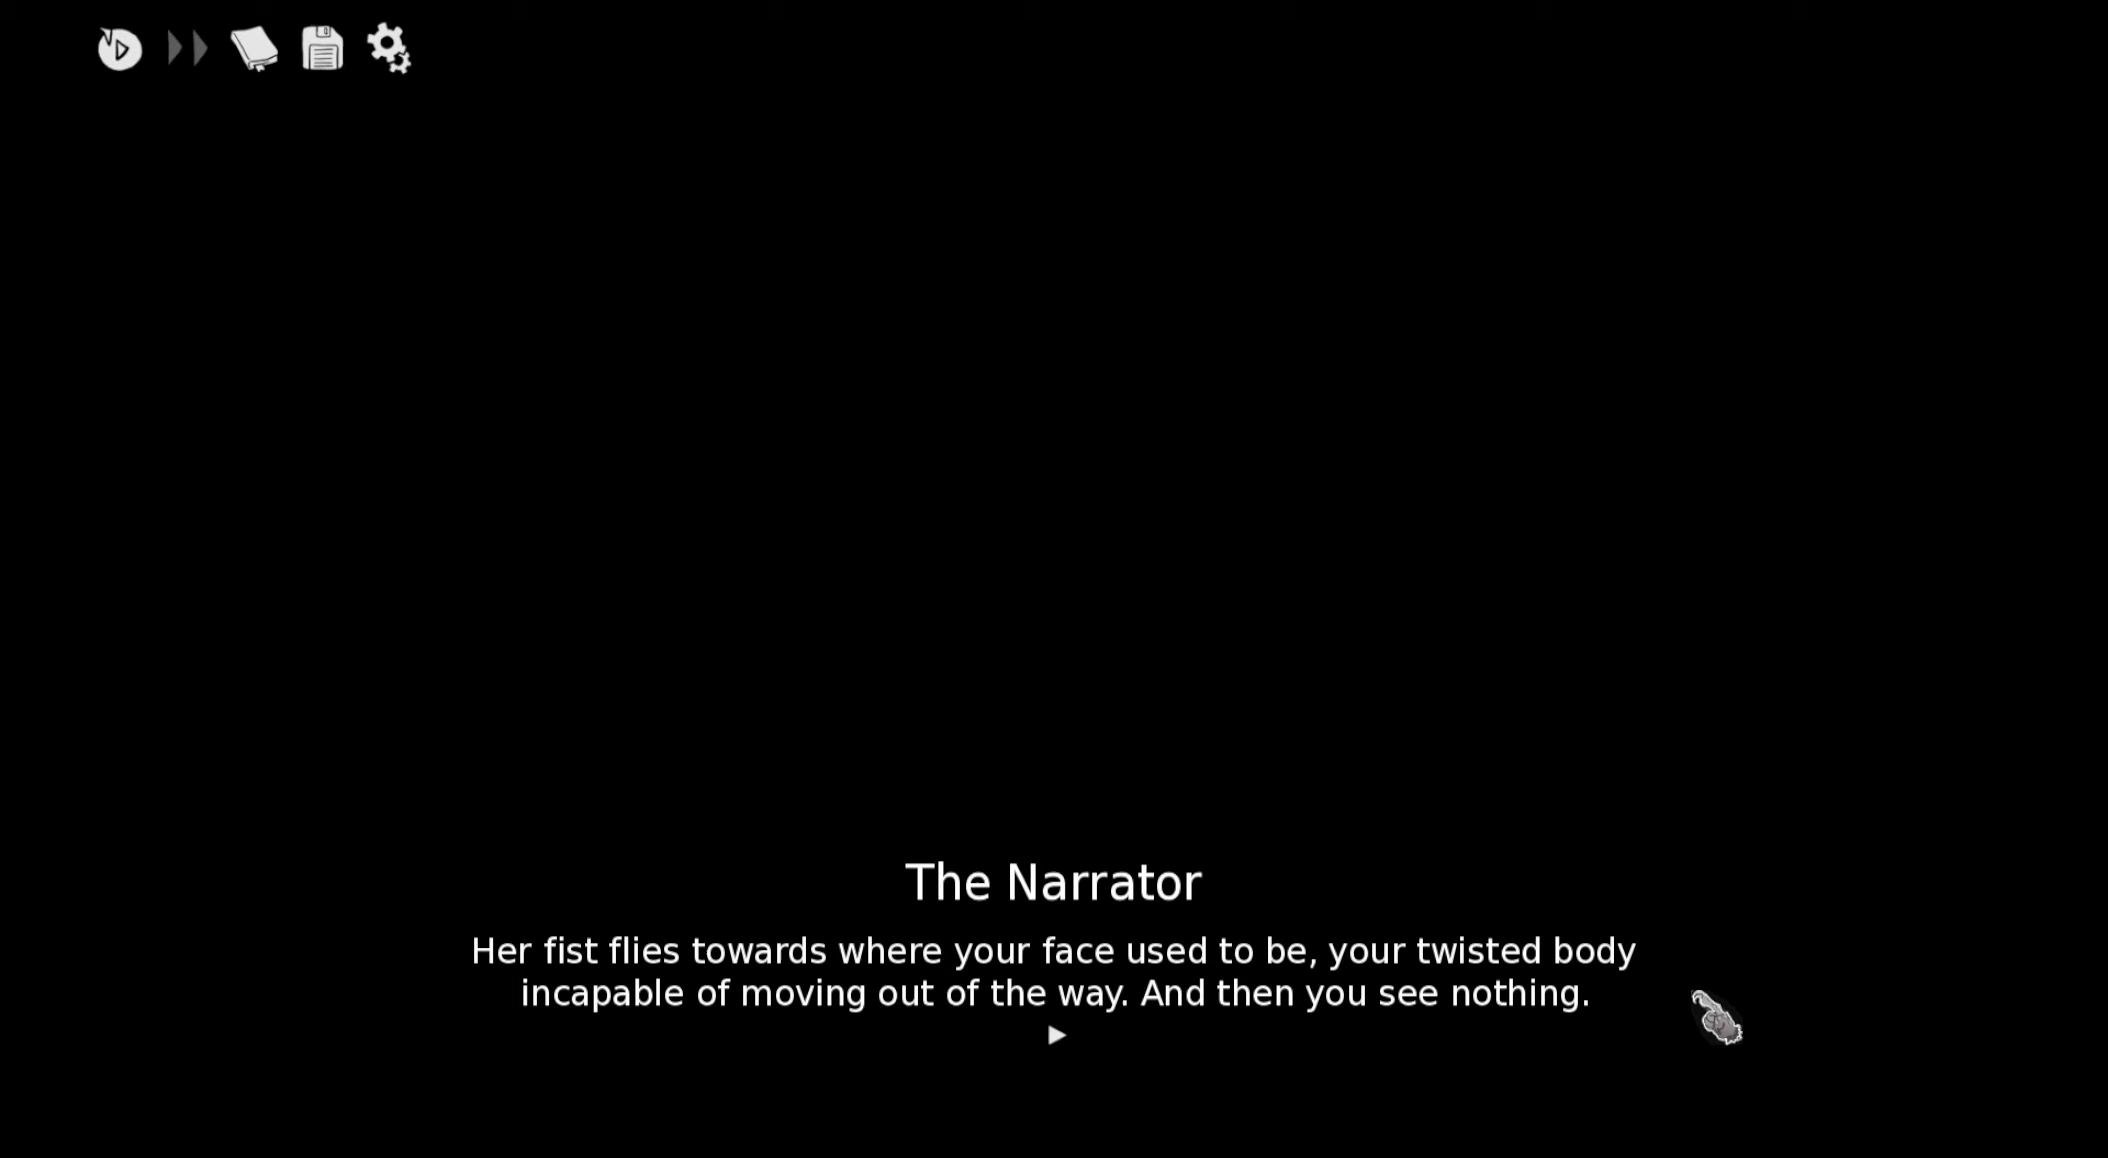 The Narrator
Her fist flies towards where your face used to be, your twisted body
incapable of moving out of the way. And then you see nothing.